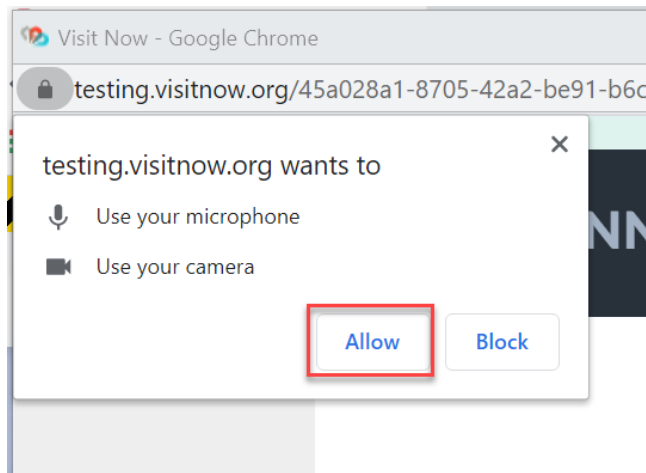 Visit Now - Google Chrome
testing.visitnow.org/45a028a1-8705-42a2-be91-b6c
testing.visitnow.org wants to
Use your microphone
Use your camera
Allow
Block